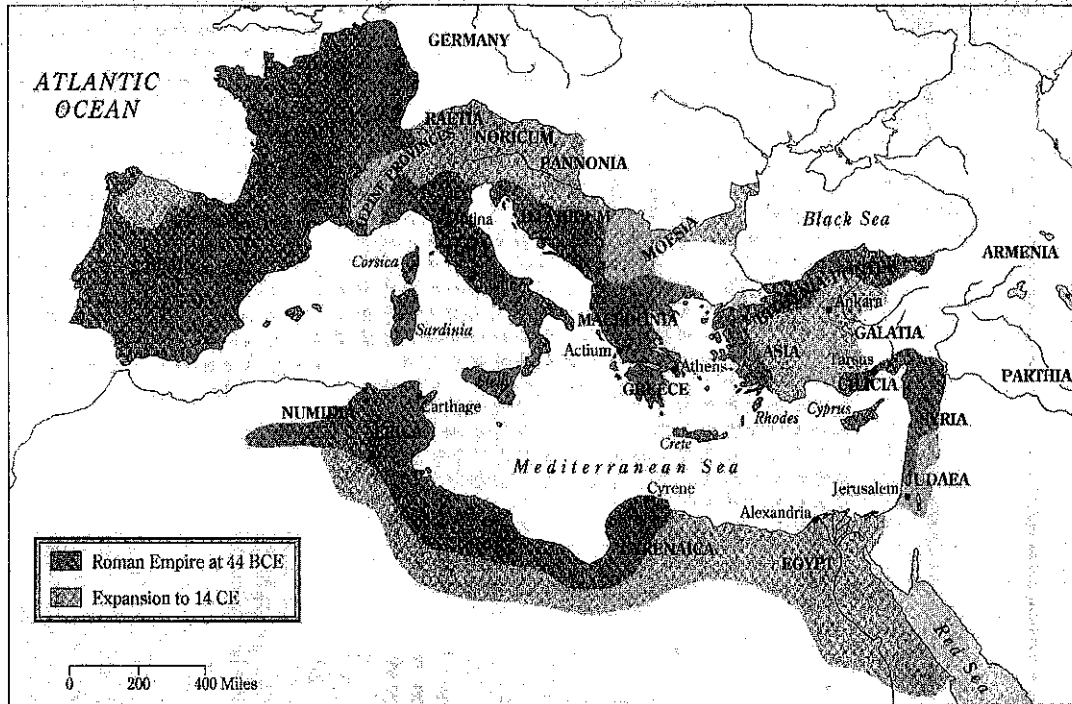 GERMANY
ATLANTIC
OCEAN
RAETIA
NORICUM
PANNONIA
MOESIA
Black Sea
ARMENIA
Corsica
Sardinia
Ankara
GALATIA
MACEDONIA
Actium
Athens
ASIA
Tarsus
CILICIA
PARTHIA
GREECE
Rhodes
Cyprus
SYRIA
Carthage
Crete
Mediterranean Sea
Cyrene
Jerusalem
JUDAEA
Alexandria
CYRENAICA
EGYPT
Red Sea
Roman Empire at 44 BCE
Expansion to 14 CE
0 200 400 Miles